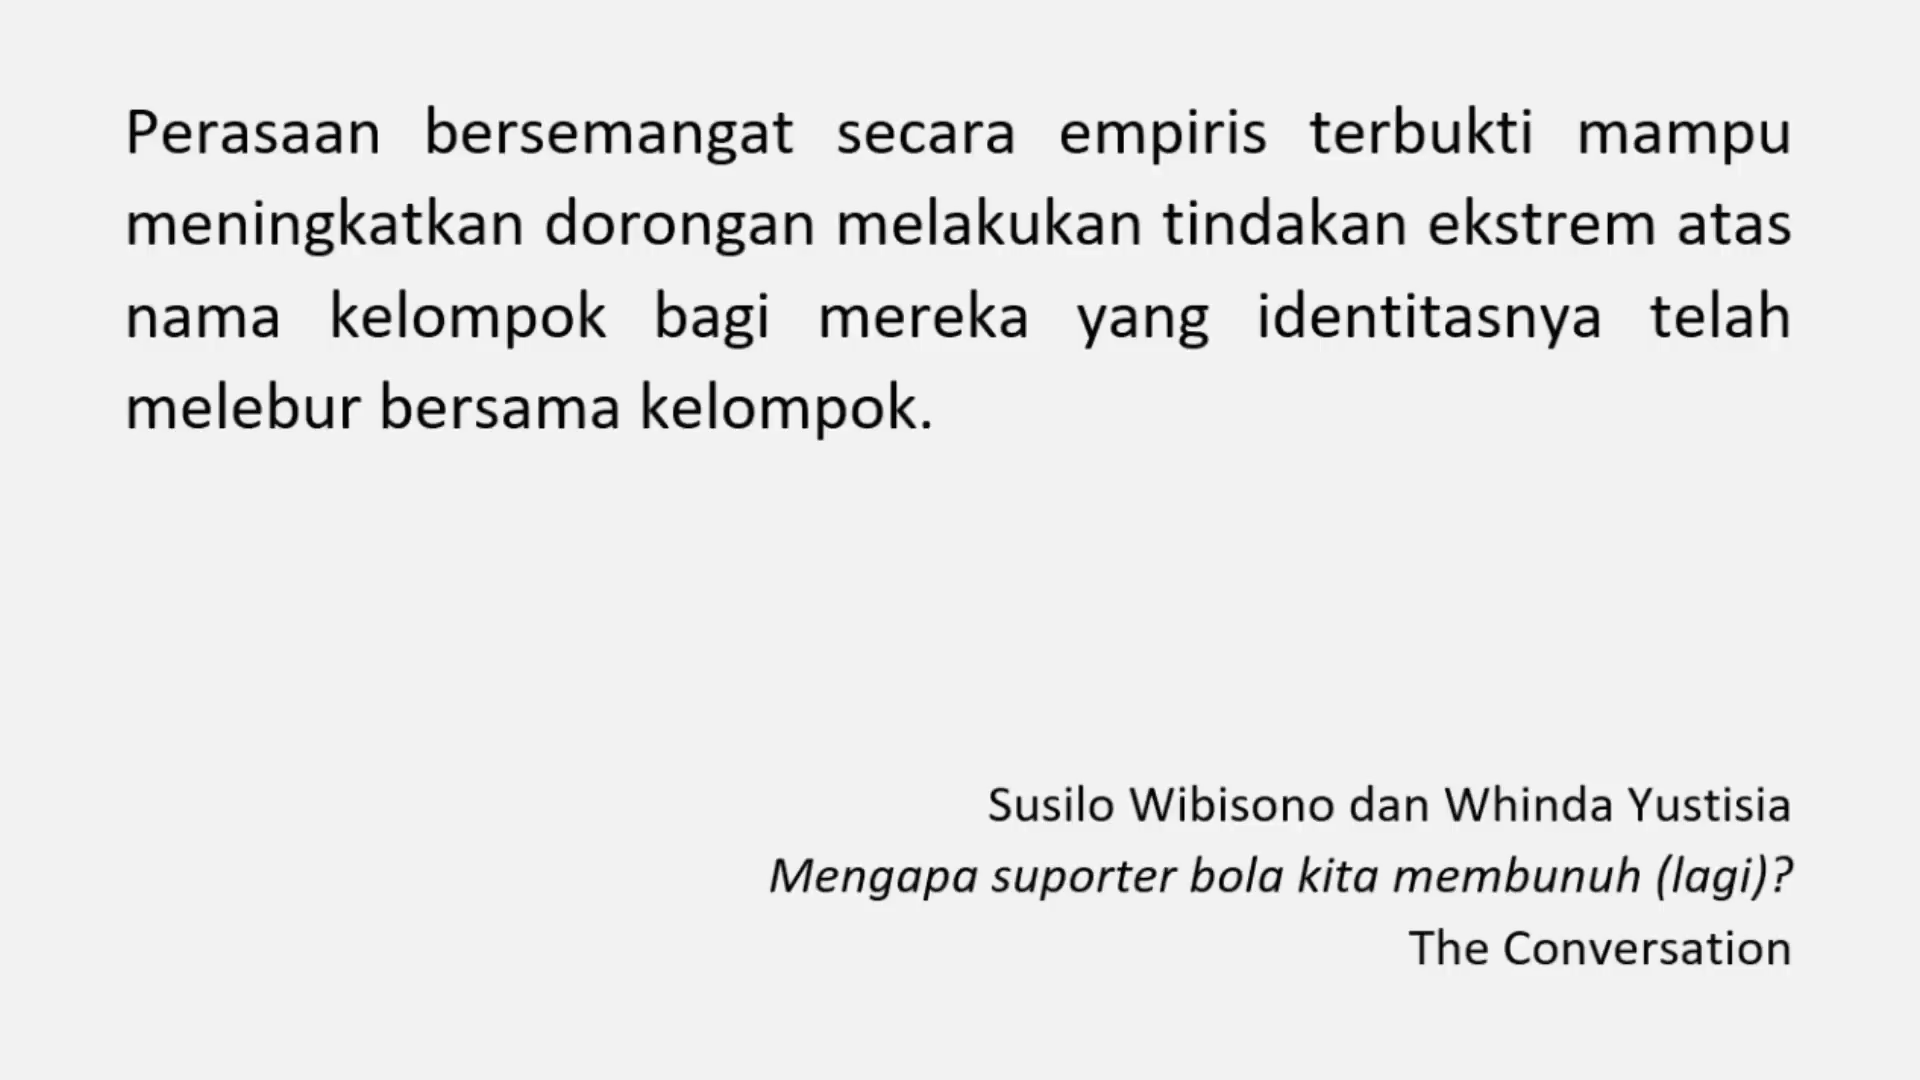 Perasaan bersemangat secara empiris terbukti mampu
meningkatkan dorongan melakukan tindakan ekstrem atas
nama kelompok bagi mereka yang identitasnya telah
melebur bersama kelompok.
Susilo Wibisono dan Whinda Yustisia
Mengapa suporter bola kita membunuh (lagi)?
The Conversation